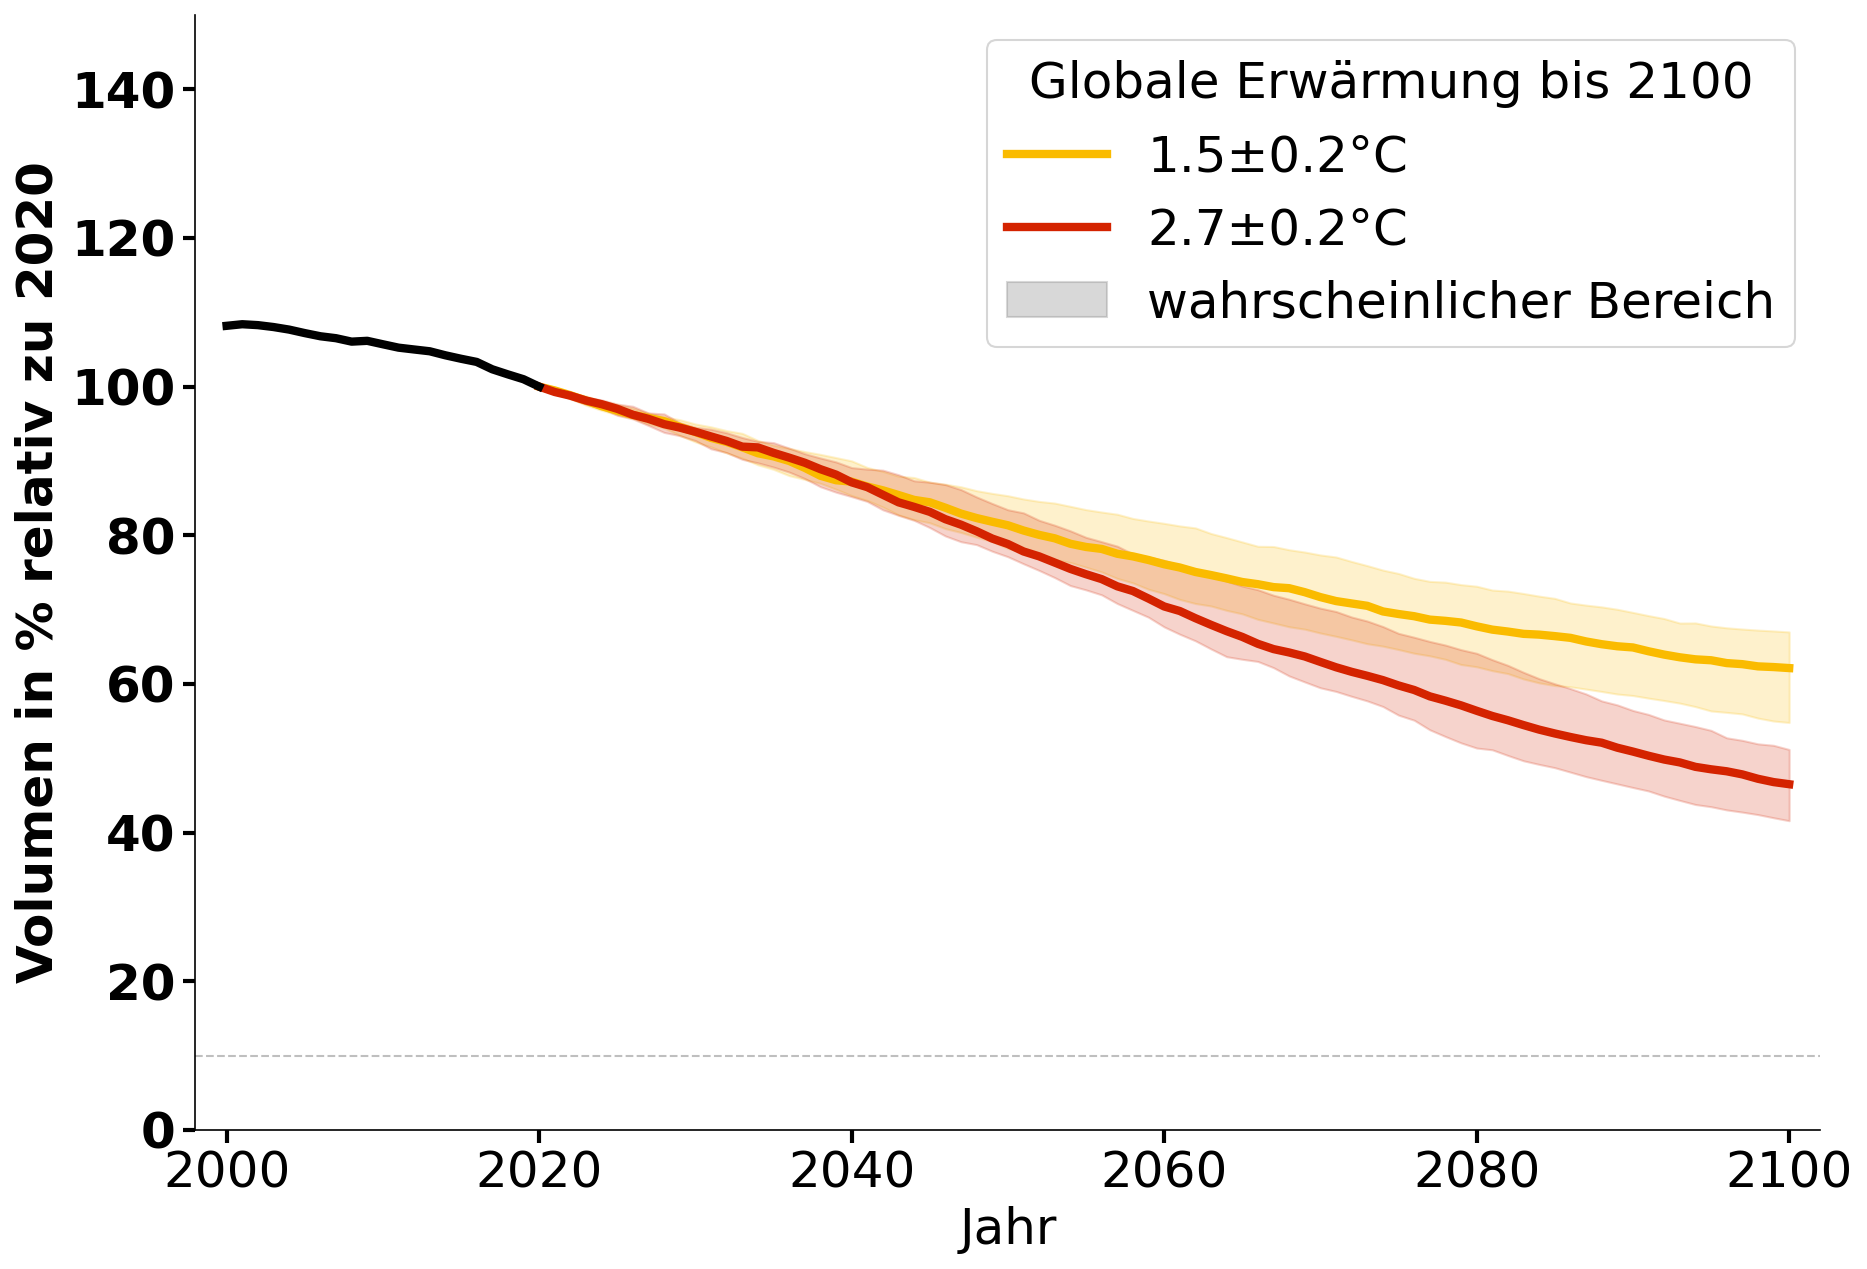 Volumen in % relativ zu 2020
140
120
100
80
60
40
20
0
Globale Erwärmung bis 2100
1.5±0.2°C
2.7±0.2°C
wahrscheinlicher Bereich
2000 2020 2040 2060 2080 2100
Jahr